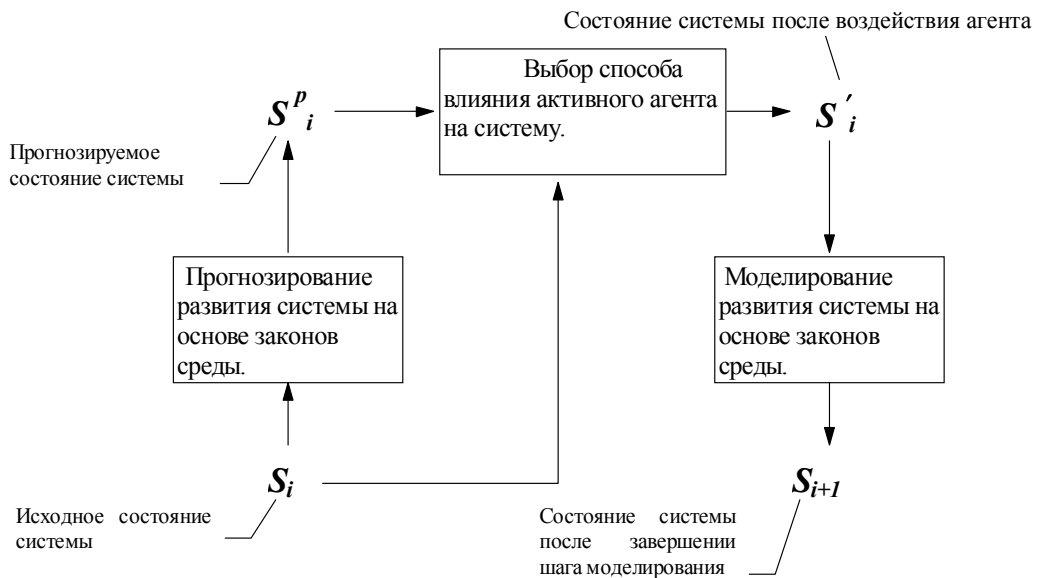 Состояние системы после воздействия агента
Выбор способа
влияния активного агента
на систему.
S^p_i
S'_i
Прогнозируемое
состояние системы
Прогнозирование
развития системы на
основе законов
среды.
Моделирование
развития системы на
основе законов
среды.
S_i
S_{i+1}
Исходное состояние
системы
Состояние системы
после завершении
шага моделирования